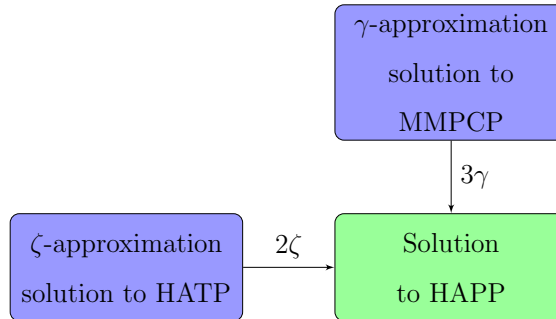 γ-approximation
solution to
MMPCP
3γ
ζ-approximation
solution to HATP
2ζ
Solution
to HAPP